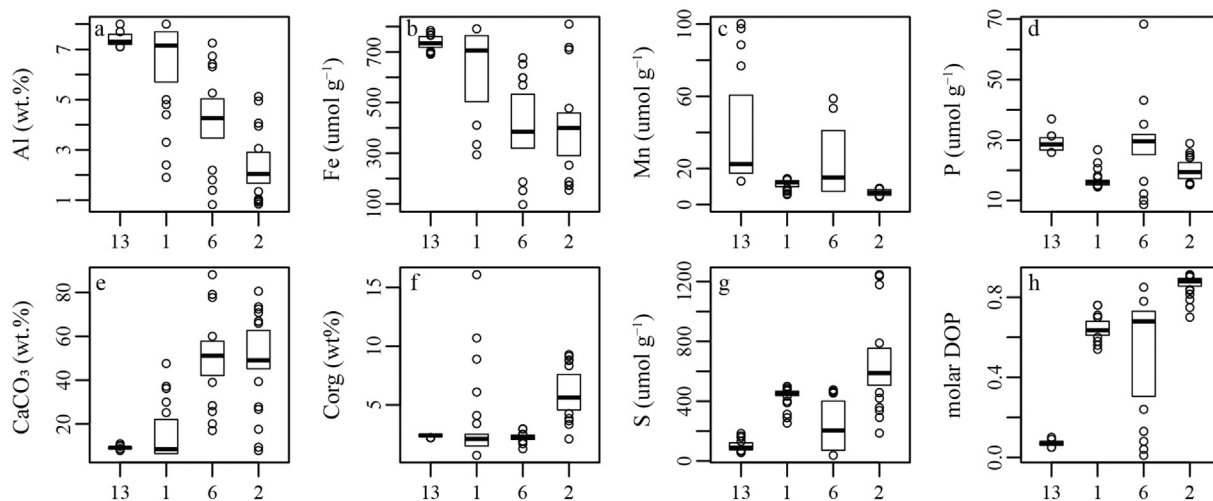 a
Al (wt.%)
7
5
3
1
13 1 6 2
b
Fe (umol g⁻¹)
700
500
300
100
13 1 6 2
c
Mn (umol g⁻¹)
100
60
20
0
13 1 6 2
d
P (umol g⁻¹)
70
50
30
10
13 1 6 2
e
CaCO₃ (wt.%)
80
60
40
20
13 1 6 2
f
Corg (wt%)
15
10
5
13 1 6 2
g
S (umol g⁻¹)
1200
800
400
0
13 1 6 2
h
molar DOP
0.8
0.4
0.0
13 1 6 2